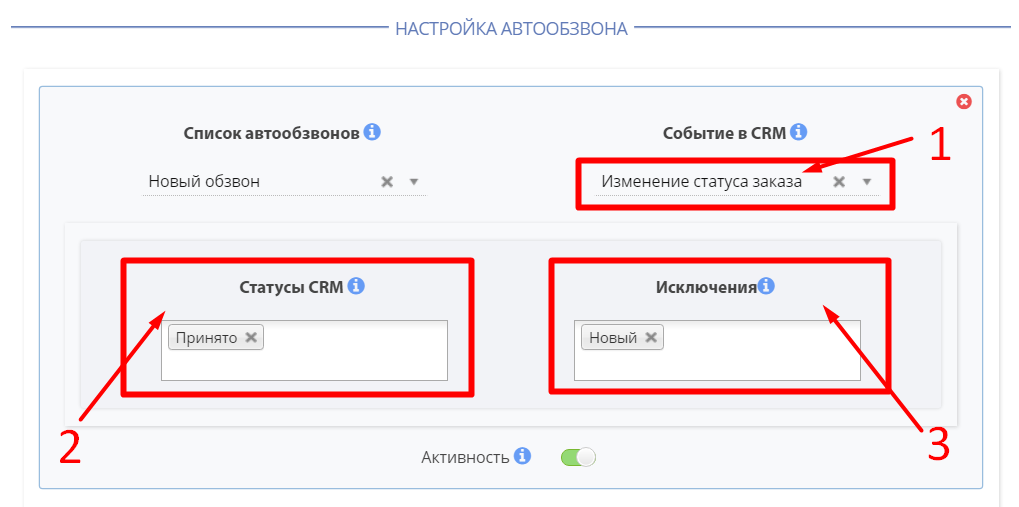 НАСТРОЙКА АВТООБЗВОНА
Список автообзвонов
Событие в CRM
1
Новый обзвон
Изменение статуса заказа
Статусы CRM
Исключения
Принято
Новый
2
3
Активность